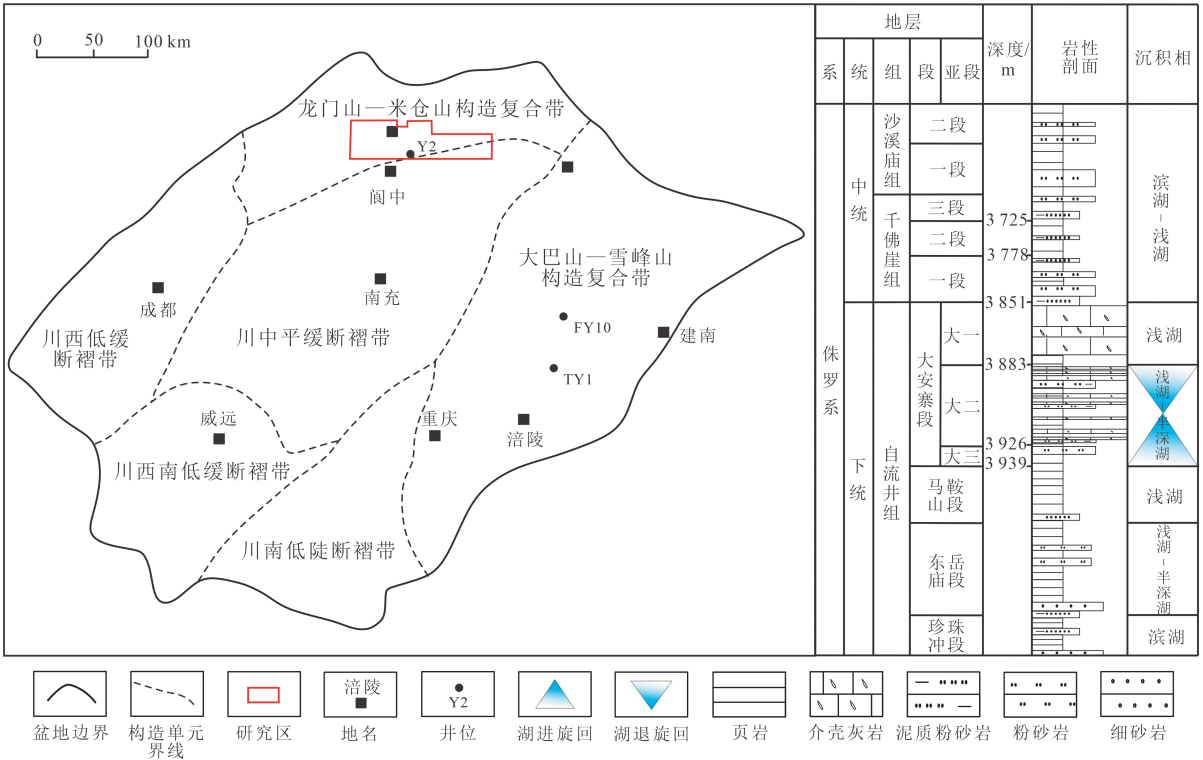 0 50 100 km
龙门山—米仓山构造复合带
Y2
阆中
大巴山—雪峰山
构造复合带
成都
南充
FY10
建南
川西低缓
断褶带
川中平缓断褶带
TY1
威远
重庆
涪陵
川西南低缓断褶带
川南低陡断褶带
地层
深度/
m
岩性
剖面
沉积相
系
统
组
段
亚段
侏罗系
中统
下统
沙溪庙组
二段
一段
千佛崖组
三段
二段
一段
自流井组
大安寨段
大一
大二
大三
马鞍
山段
东岳
庙段
珍珠
冲段
3 725
3 778
3 851
3 883
3 926
3 939
滨湖-浅湖
浅湖
浅湖-半深湖
浅湖
浅湖-半深湖
滨湖
涪陵
Y2
盆地边界
构造单元
界线
研究区
地名
井位
湖进旋回
湖退旋回
页岩
介壳灰岩
泥质粉砂岩
粉砂岩
细砂岩